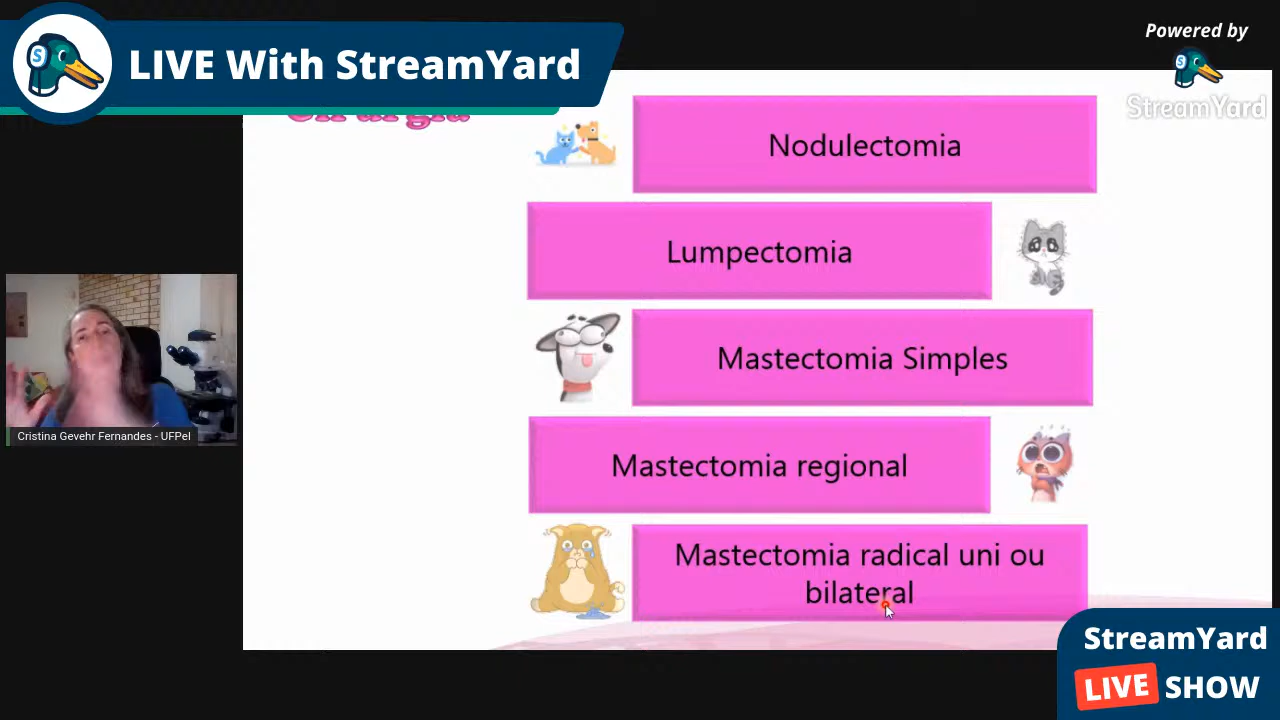 LIVE With StreamYard
Powered by
StreamYard
Cirurgia
Nodulectomia
Lumpectomia
Mastectomia Simples
Mastectomia regional
Mastectomia radical uni ou
bilateral
Cristina Gevehr Fernandes - UFPel
StreamYard
LIVE SHOW